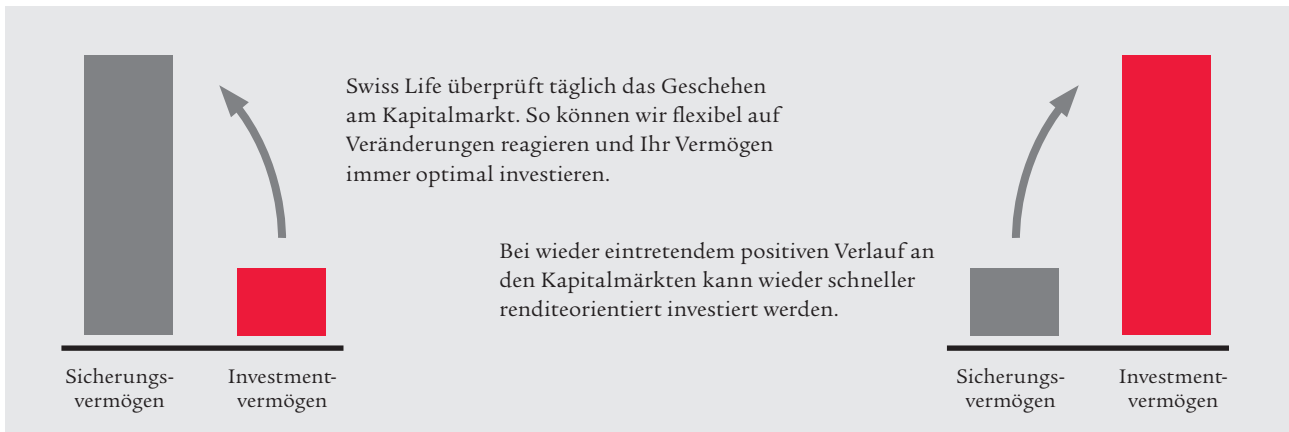 Swiss Life überprüft täglich das Geschehen
am Kapitalmarkt. So können wir flexibel auf
Veränderungen reagieren und Ihr Vermögen
immer optimal investieren.
Bei wieder eintretendem positiven Verlauf an
den Kapitalmärkten kann wieder schneller
renditeorientiert investiert werden.
Sicherungs-
vermögen
Investment-
vermögen
Sicherungs-
vermögen
Investment-
vermögen